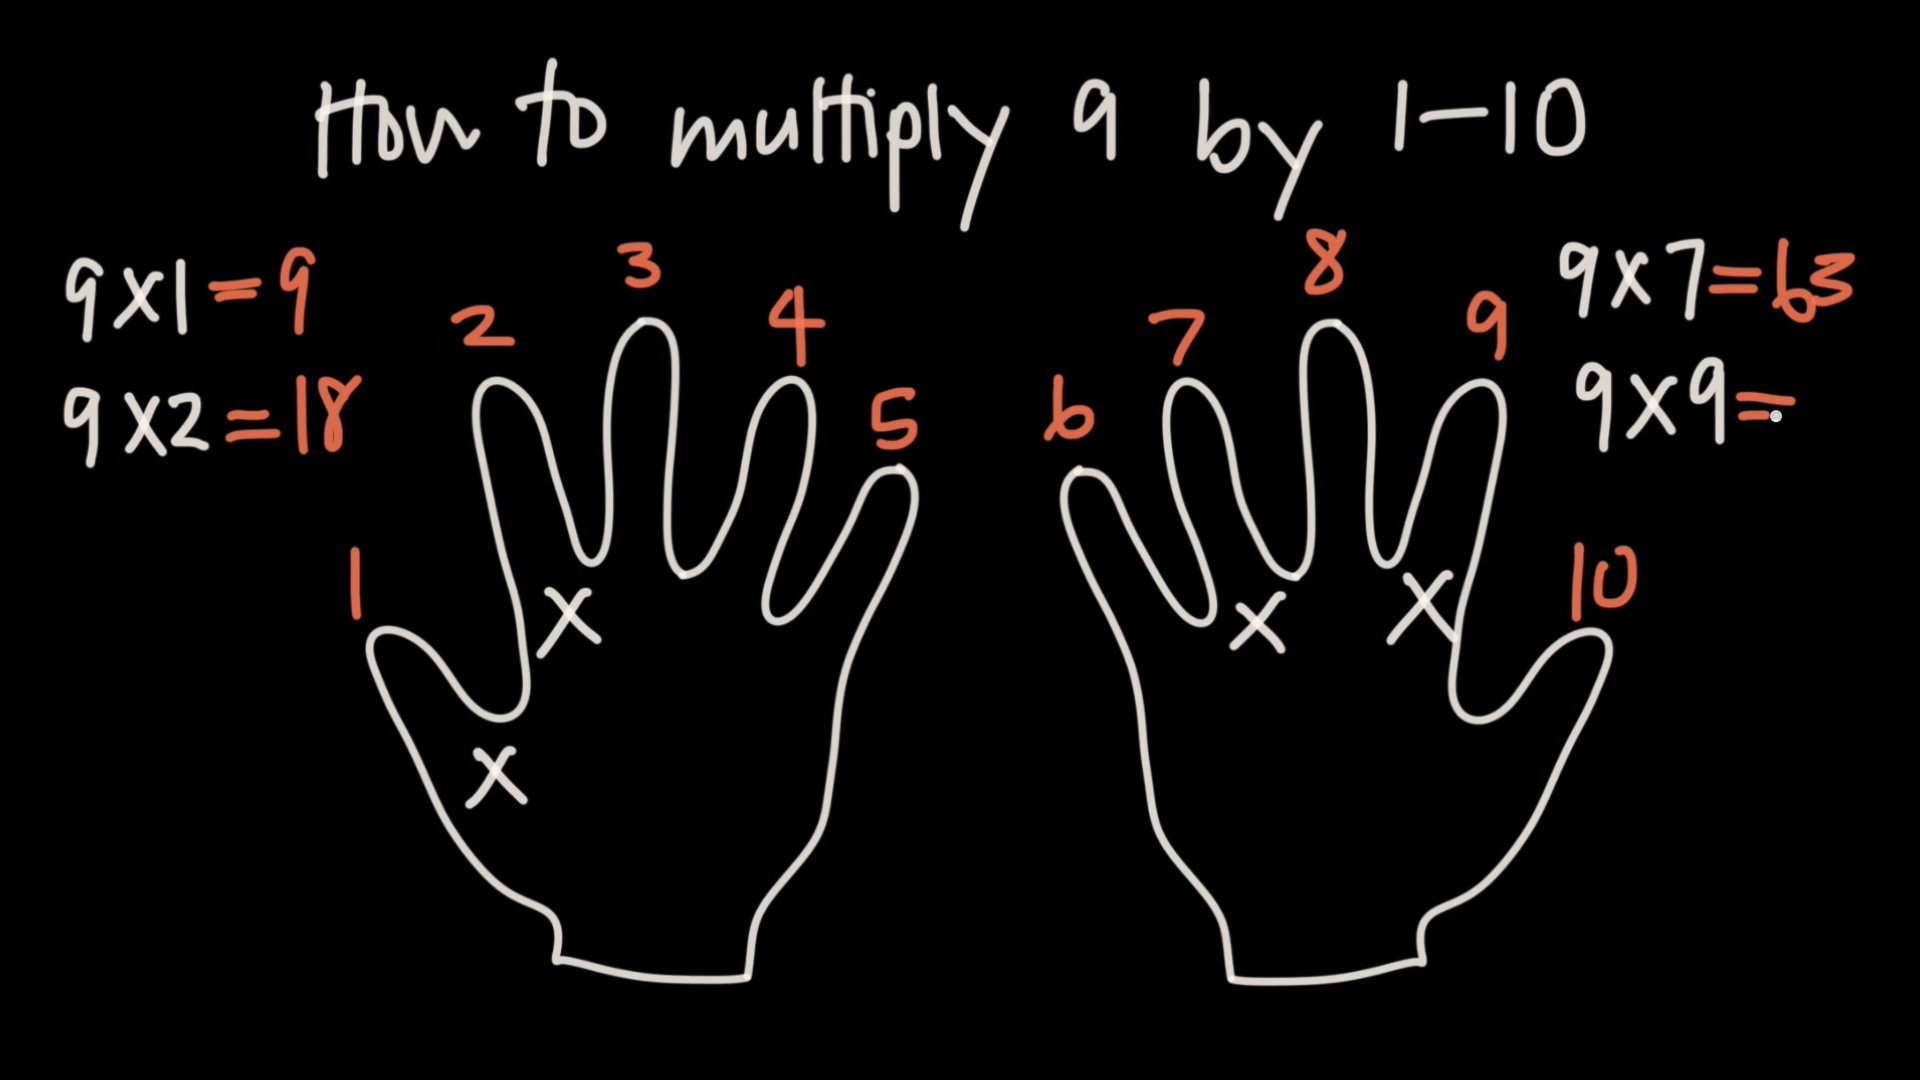 How to multiply 9 by 1-10
9x1=9
9x2=18
1
2
3
4
5
x
x
6
7
8
9
10
x
x
9x7=63
9x9=